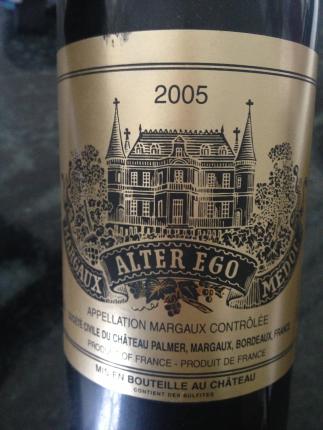 2005
MARGAUX ALTER EGO MEDOC
APPELLATION MARGAUX CONTRÔLÉE
SOCIÉTÉ CIVILE DU CHÂTEAU PALMER, MARGAUX, BORDEAUX, FRANCE
PRODUCT OF FRANCE - PRODUIT DE FRANCE
MIS EN BOUTEILLE AU CHÂTEAU
CONTIENT DES SULFITES